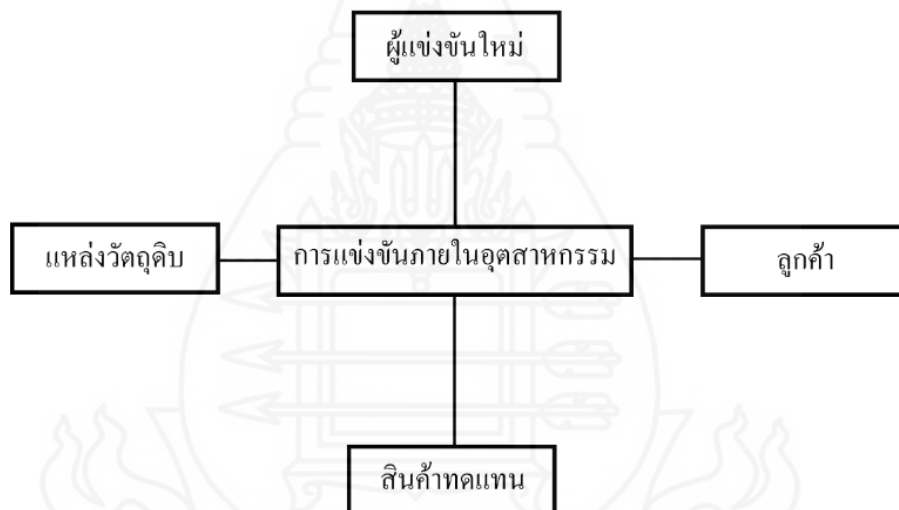 ผู้แข่งขันใหม่
แหล่งวัตถุดิบ
การแข่งขันภายในอุตสาหกรรม
ลูกค้า
สินค้าทดแทน